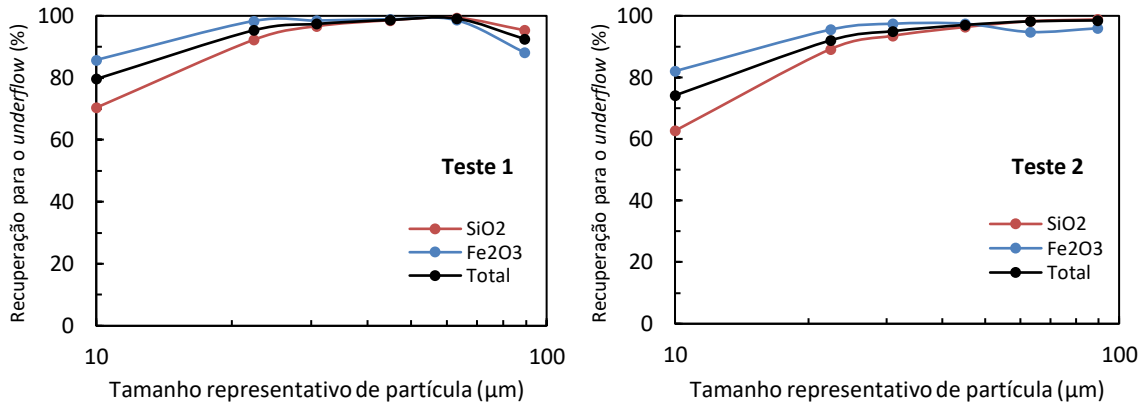 Recuperação para o underflow (%)
100
80
60
40
20
0
Teste 1
SiO2
Fe2O3
Total
10
100
Tamanho representativo de partícula (µm)
Recuperação para o underflow (%)
100
80
60
40
20
0
Teste 2
SiO2
Fe2O3
Total
10
100
Tamanho representativo de partícula (µm)